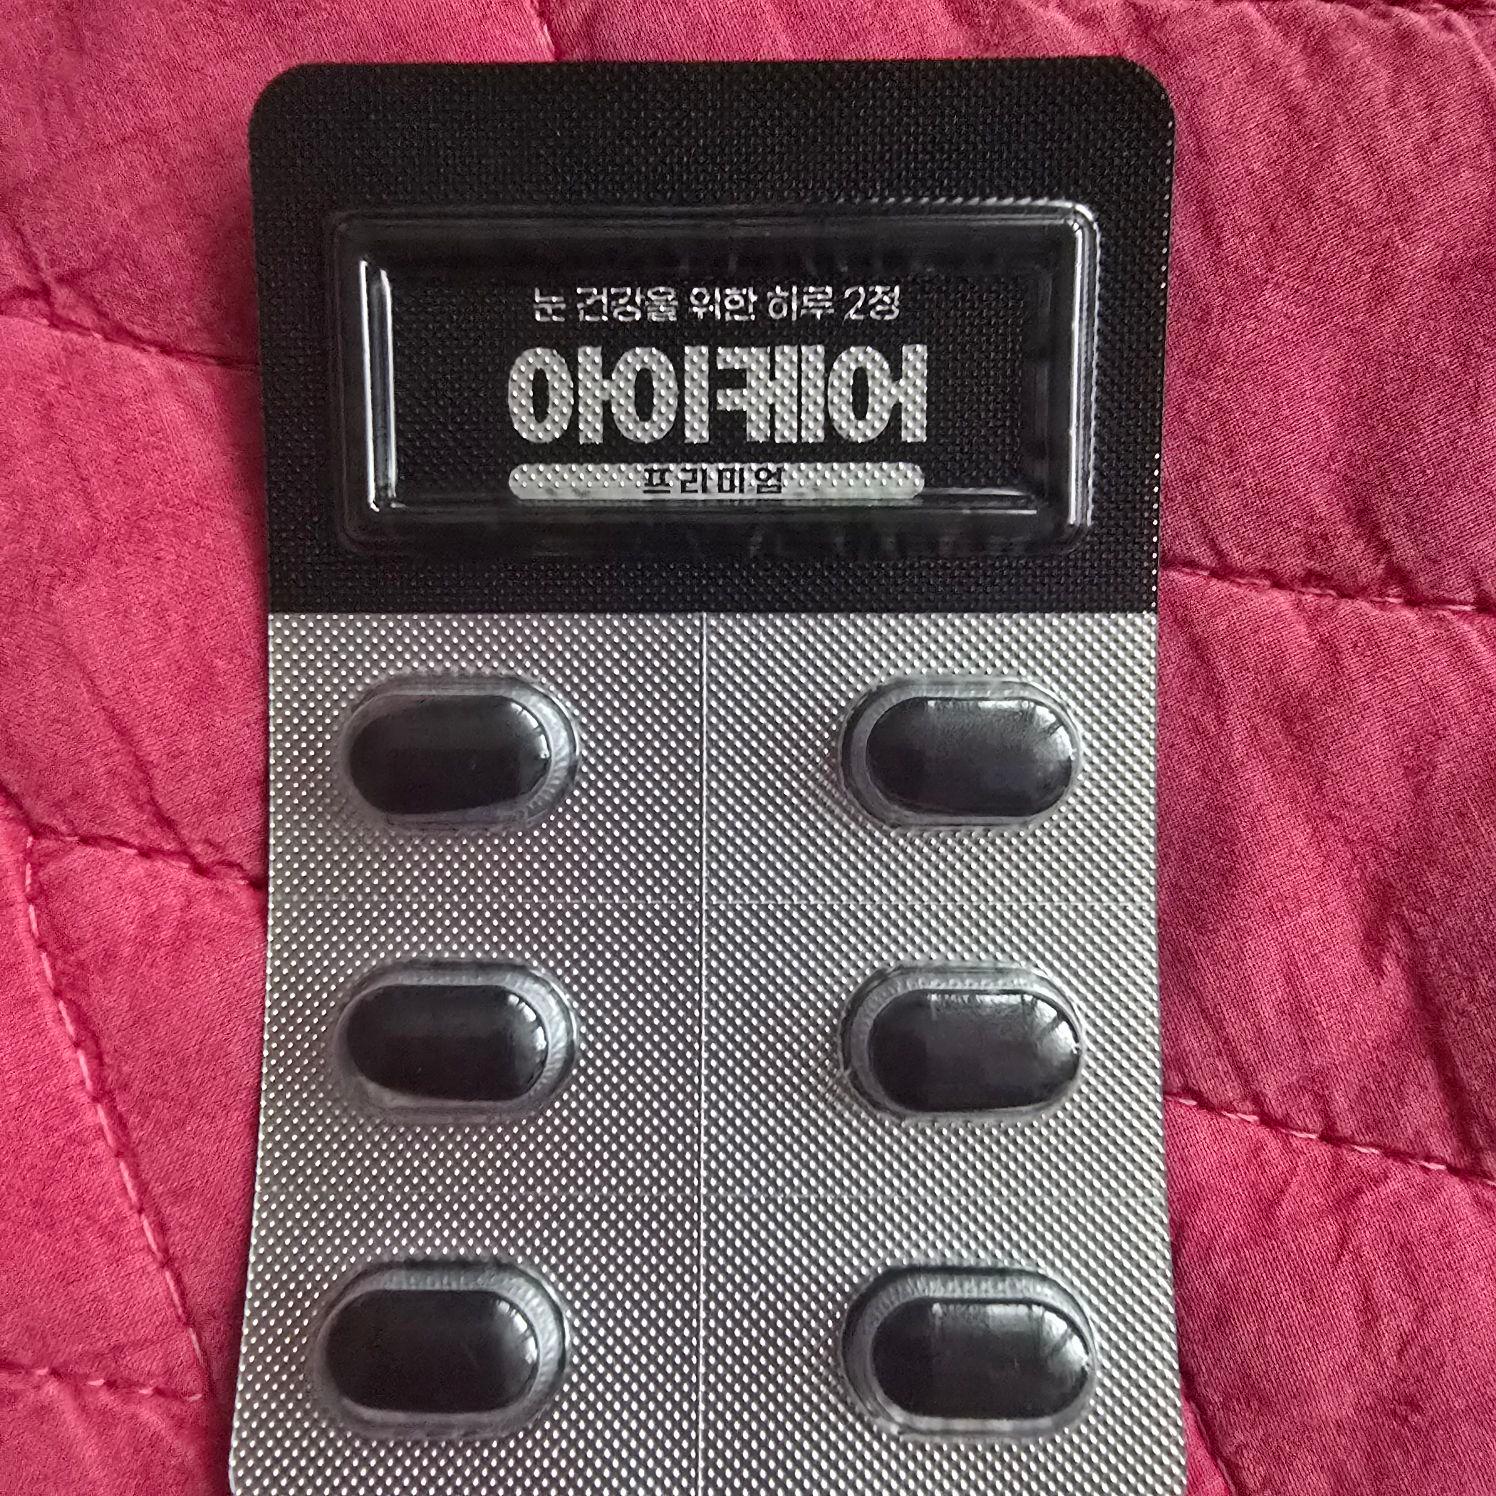 눈 건강을 위한 하루 2정
아이케어
프리미엄